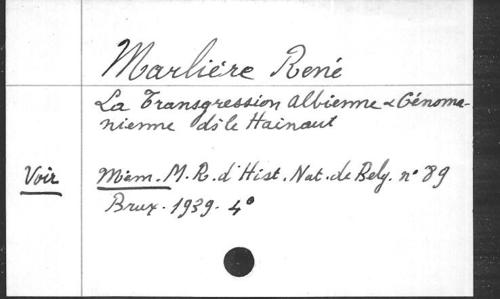 Marlière René
La Transgression Albienne & Cénoma-
nienne ds le Hainaut
Voir Mém. M. R. d'Hist. Nat. de Belg. n° 89
Brux. 1939. 4°